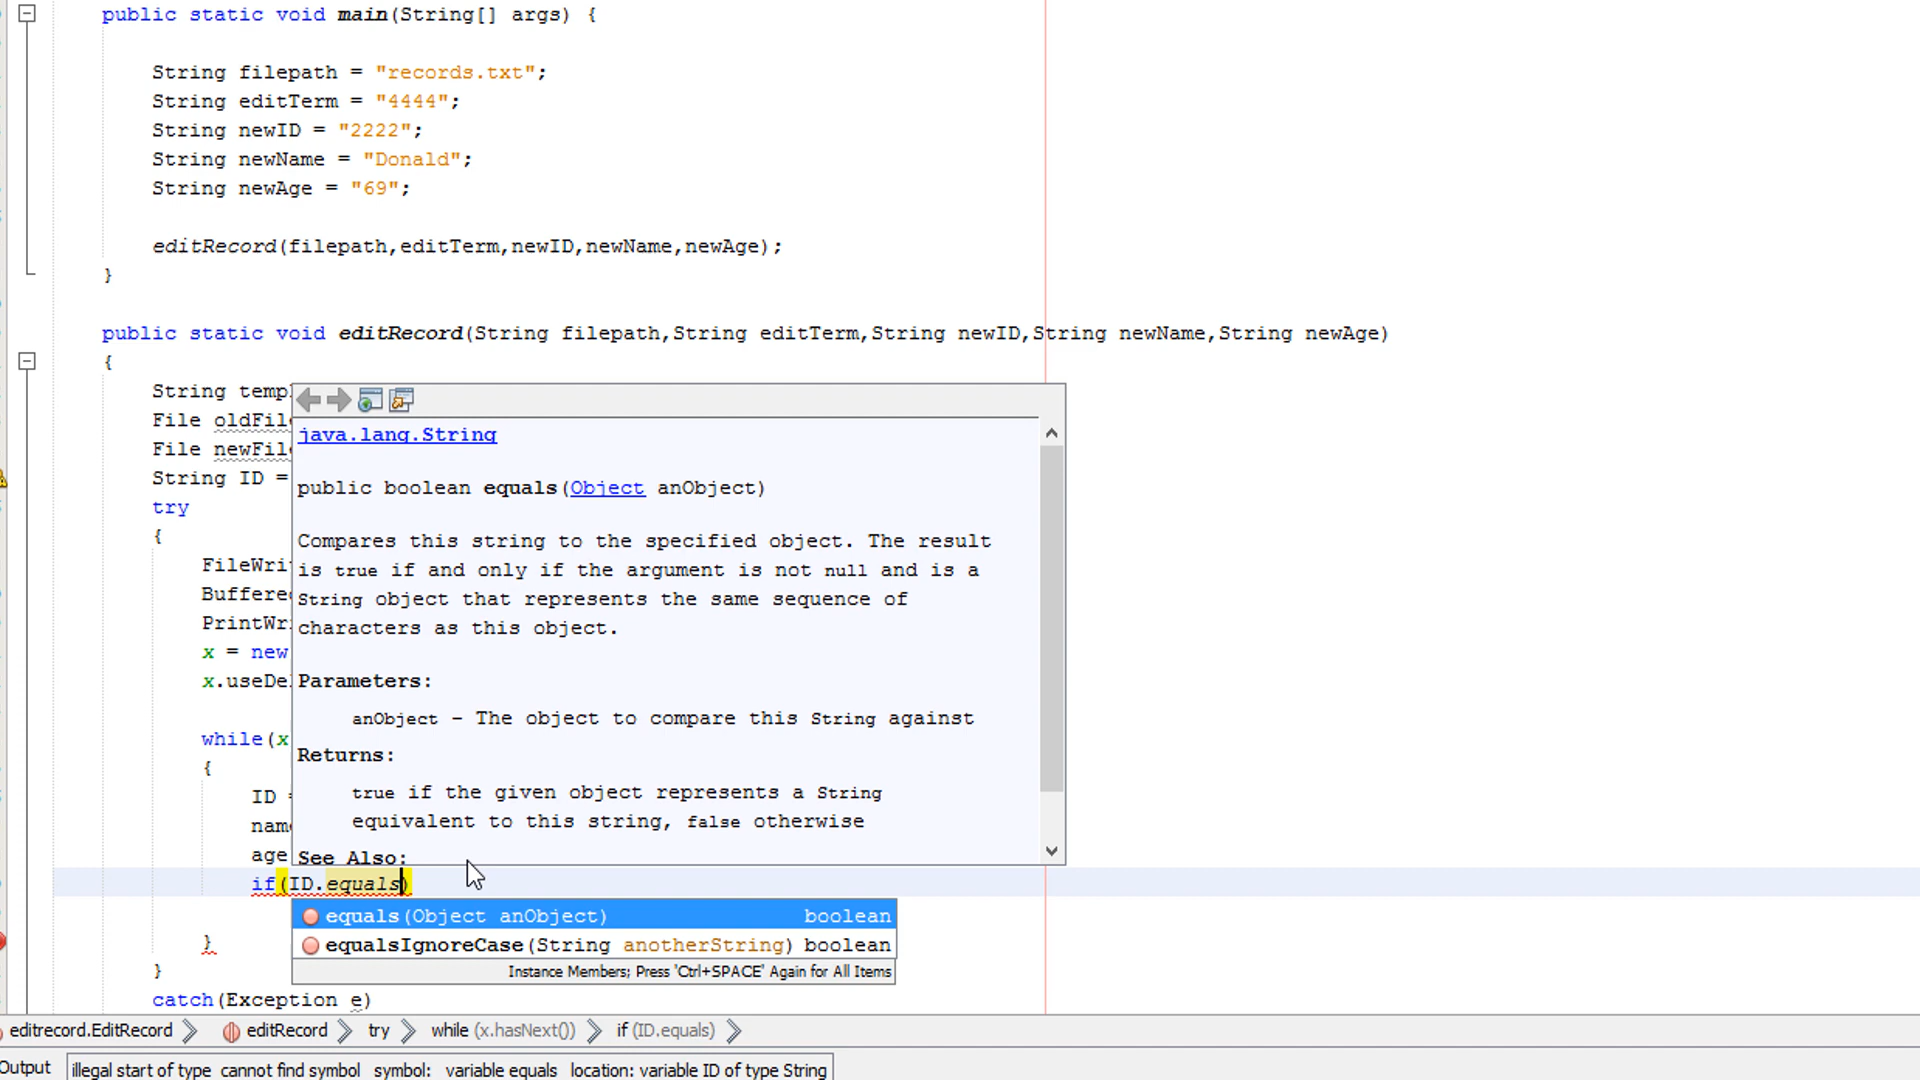 public static void main(String[] args) {
String filepath = "records.txt";
String editTerm = "4444";
String newID = "2222";
String newName = "Donald";
String newAge = "69";
editRecord(filepath,editTerm,newID,newName,newAge);
}
public static void editRecord(String filepath,String editTerm,String newID,String newName,String newAge)
{
String temp
File oldFile
File newFile
String ID =
try
{
java.lang.String
public boolean equals(Object anObject)
Compares this string to the specified object. The result
is true if and only if the argument is not null and is a
String object that represents the same sequence of
characters as this object.
Parameters:
anObject - The object to compare this String against
Returns:
true if the given object represents a String
equivalent to this string, false otherwise
See Also:
FileWri
Buffered
PrintWri
x = new
x.useDel
while(x
{
ID =
name
age
if(ID.equals)
equals(Object anObject) boolean
equalsIgnoreCase(String anotherString) boolean
Instance Members; Press 'Ctrl+SPACE' Again for All Items
}
}
catch(Exception e)
editrecord.EditRecord editRecord try while (x.hasNext()) if (ID.equals)
Output illegal start of type cannot find symbol symbol: variable equals location: variable ID of type String